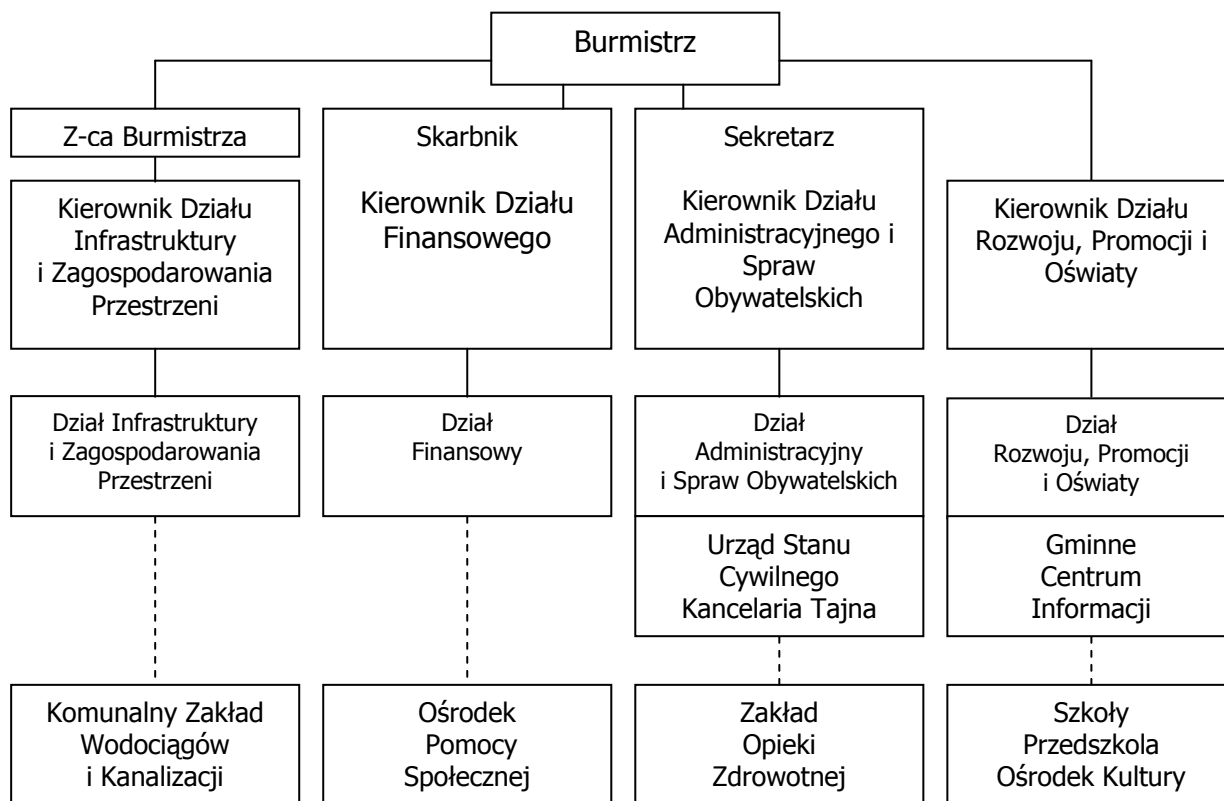 Burmistrz
Z-ca Burmistrza
Kierownik Działu
Infrastruktury
i Zagospodarowania
Przestrzeni
Skarbnik
Kierownik Działu
Finansowego
Sekretarz
Kierownik Działu
Administracyjnego i
Spraw
Obywatelskich
Kierownik Działu
Rozwoju, Promocji i
Oświaty
Dział Infrastruktury
i Zagospodarowania
Przestrzeni
Dział
Finansowy
Dział
Administracyjny
i Spraw Obywatelskich
Dział
Rozwoju, Promocji
i Oświaty
Urząd Stanu
Cywilnego
Kancelaria Tajna
Gminne
Centrum
Informacji
Komunalny Zakład
Wodociągów
i Kanalizacji
Ośrodek
Pomocy
Społecznej
Zakład
Opieki
Zdrowotnej
Szkoły
Przedszkola
Ośrodek Kultury